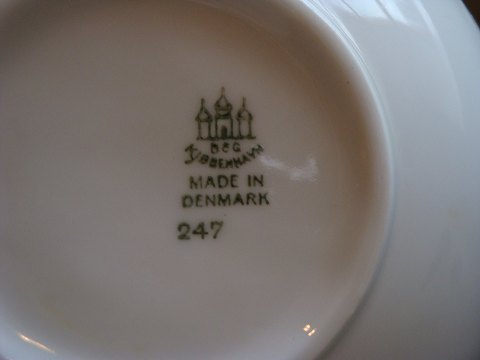 B&G
KJØBENHAVN
MADE IN
DENMARK
247